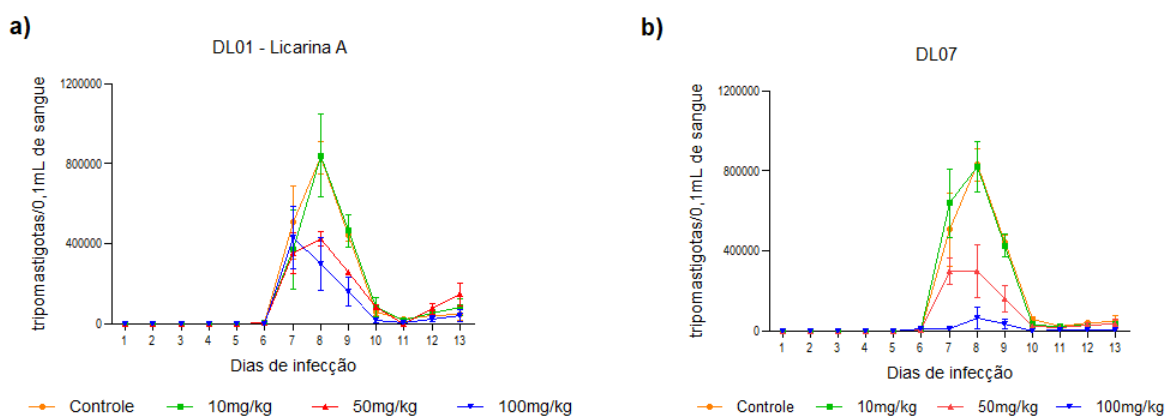 a)
DL01 - Licarina A
tripomastigotas/0,1mL de sangue
1200000
800000
400000
0
1 2 3 4 5 6 7 8 9 10 11 12 13
Dias de infecção
Controle 10mg/kg 50mg/kg 100mg/kg
b)
DL07
tripomastigotas/0,1mL de sangue
1200000
800000
400000
0
1 2 3 4 5 6 7 8 9 10 11 12 13
Dias de infecção
Controle 10mg/kg 50mg/kg 100mg/kg